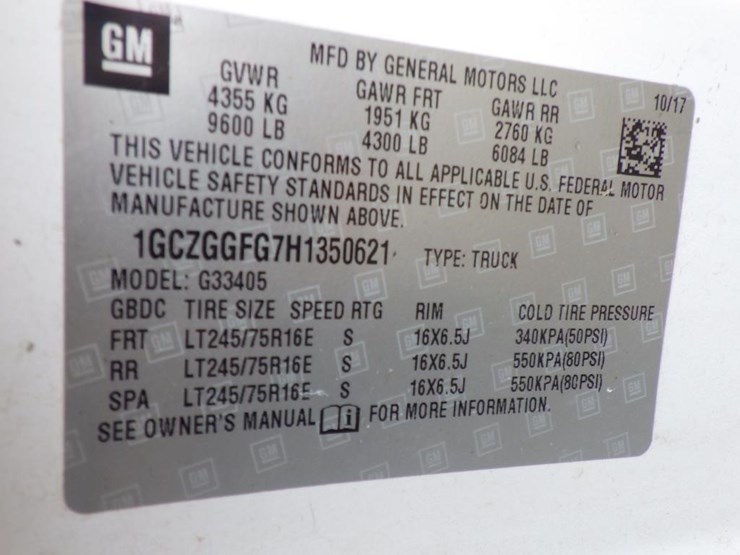 GM
MFD BY GENERAL MOTORS LLC
10/17
GVWR GAWR FRT GAWR RR
4355 KG 1951 KG 2760 KG
9600 LB 4300 LB 6084 LB
THIS VEHICLE CONFORMS TO ALL APPLICABLE U.S. FEDERAL MOTOR
VEHICLE SAFETY STANDARDS IN EFFECT ON THE DATE OF
MANUFACTURE SHOWN ABOVE.
1GCZGGFG7H1350621 TYPE: TRUCK
MODEL: G33405
GBDC TIRE SIZE SPEED RTG RIM COLD TIRE PRESSURE
FRT LT245/75R16E S 16X6.5J 340KPA(50PSI)
RR LT245/75R16E S 16X6.5J 550KPA(80PSI)
SPA LT245/75R16E S 16X6.5J 550KPA(80PSI)
SEE OWNER'S MANUAL i FOR MORE INFORMATION.